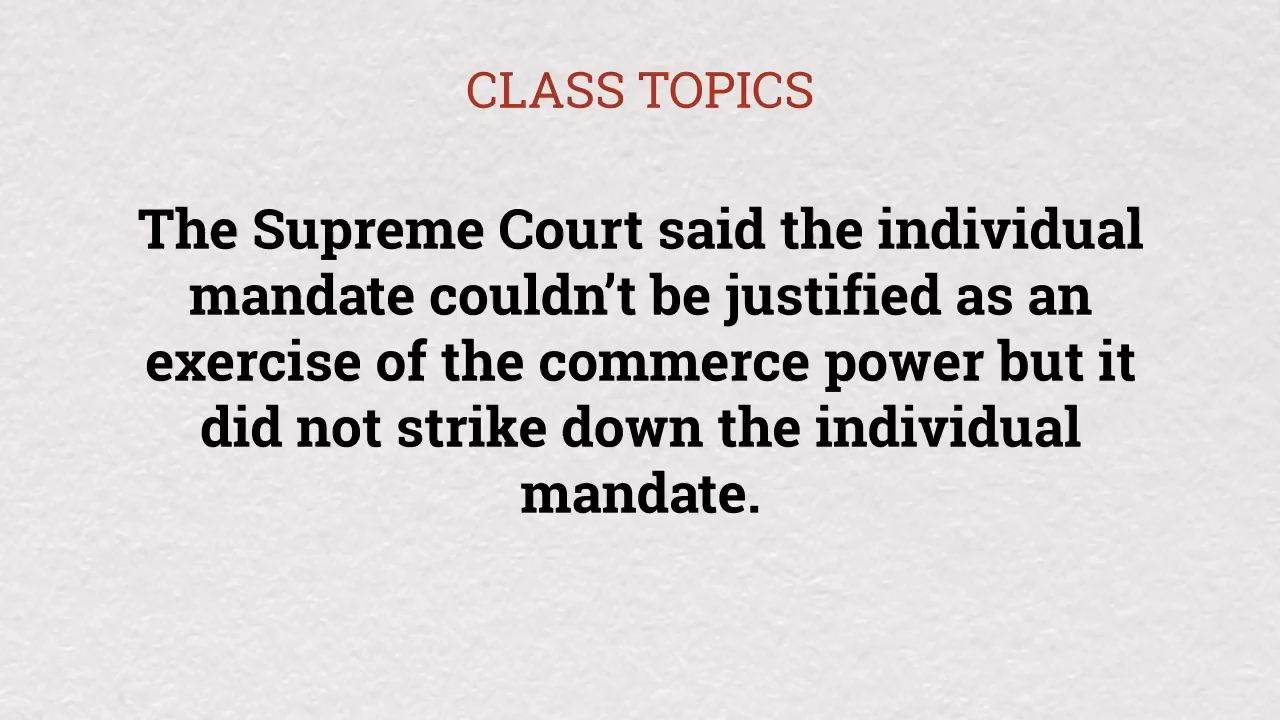 CLASS TOPICS
The Supreme Court said the individual
mandate couldn’t be justified as an
exercise of the commerce power but it
did not strike down the individual
mandate.